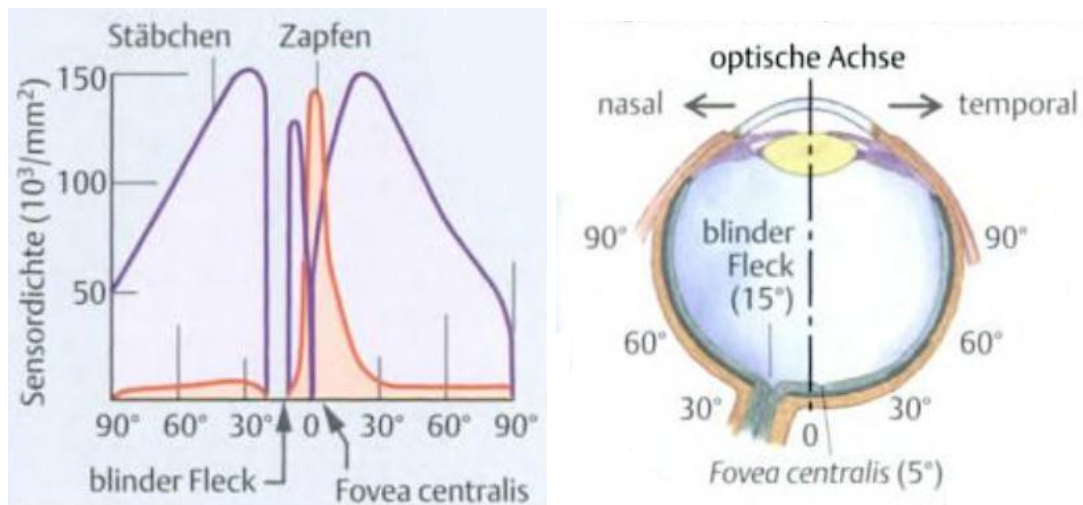 Stäbchen Zapfen
Sensordichte (10³/mm²)
150
100
50
90° 60° 30° 0 30° 60° 90°
blinder Fleck
Fovea centralis
optische Achse
nasal temporal
90° 90°
blinder
Fleck
(15°)
60° 60°
30° 30°
0
Fovea centralis (5°)